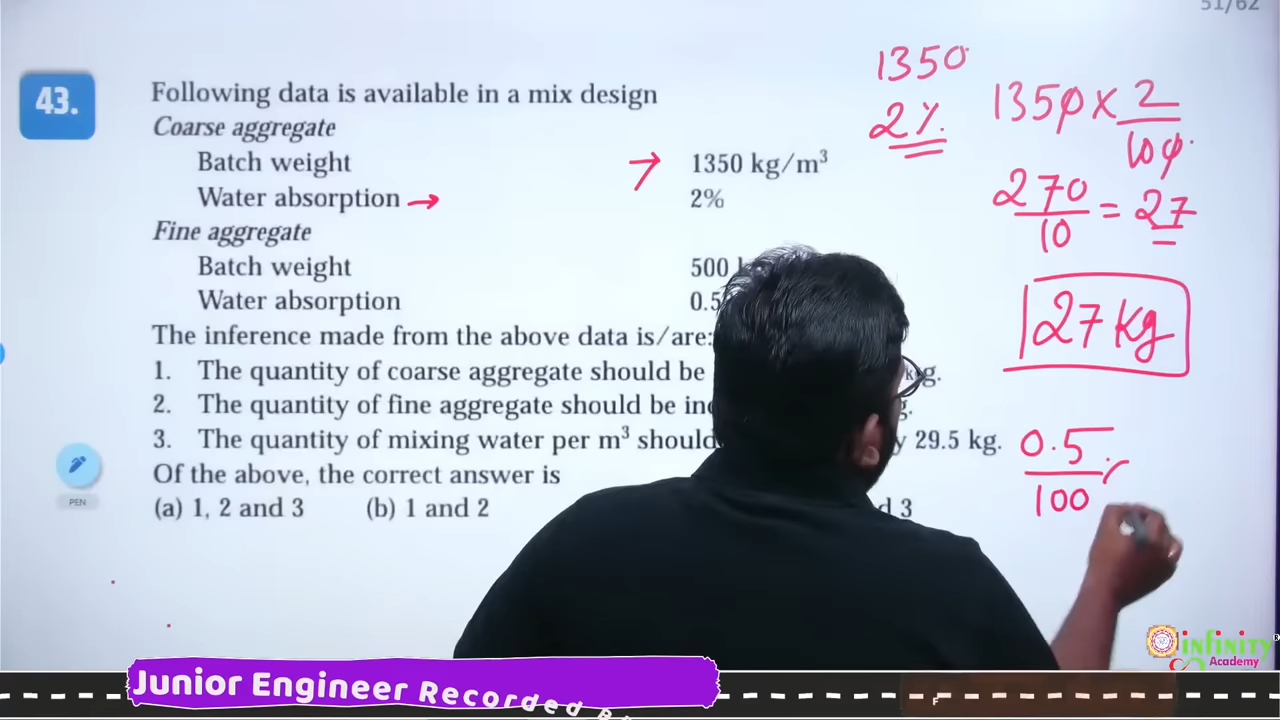 51/62
43.
Following data is available in a mix design
Coarse aggregate
Batch weight 1350 kg/m³
Water absorption → 2%
Fine aggregate
Batch weight 500
Water absorption 0.5
The inference made from the above data is/are:
1. The quantity of coarse aggregate should be kg.
2. The quantity of fine aggregate should be
3. The quantity of mixing water per m³ should 29.5 kg.
Of the above, the correct answer is
(a) 1, 2 and 3 (b) 1 and 2 3
PEN
1350
2%
1350 × 2/100
270/10 = 27
27 kg
0.5/100
infinity
Academy
Junior Engineer Recorded